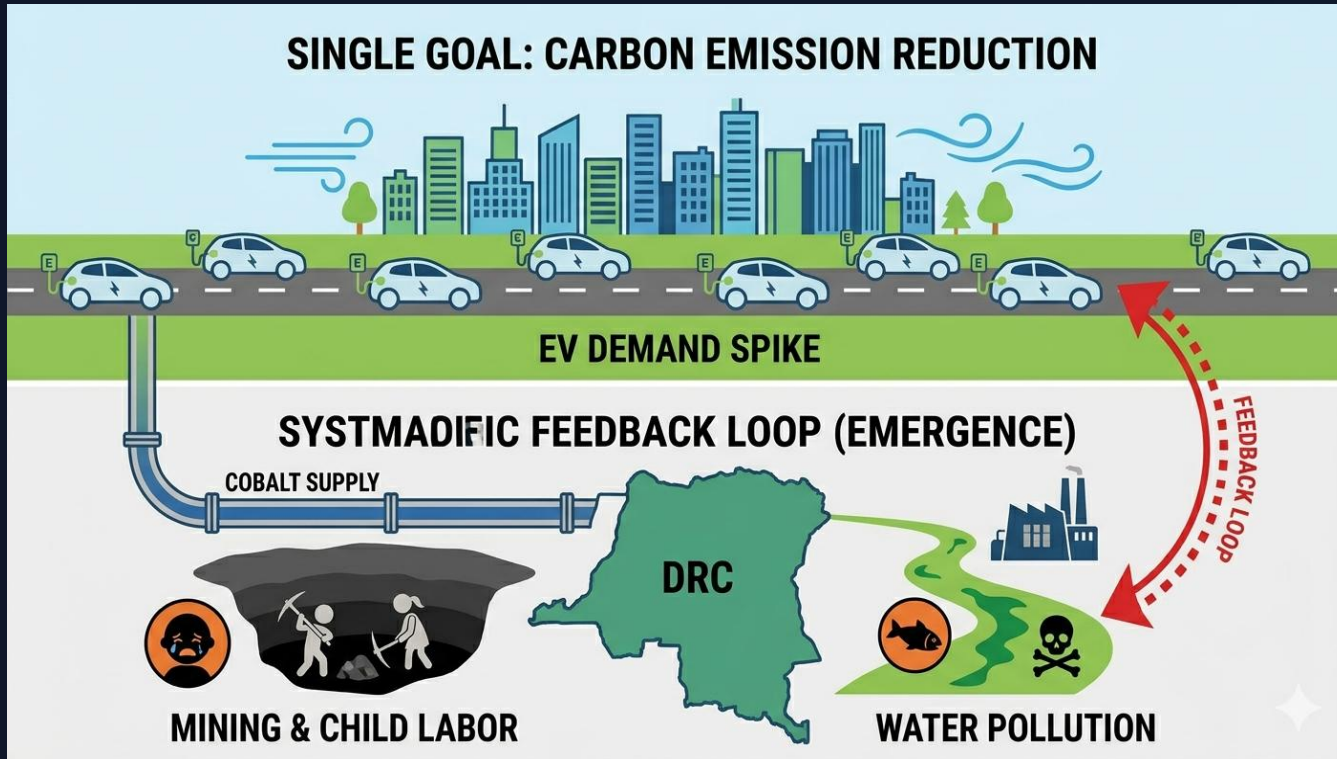 SINGLE GOAL: CARBON EMISSION REDUCTION
E
C
E
E
E
E
E
E
EV DEMAND SPIKE
SYSTMADIFIC FEEDBACK LOOP (EMERGENCE)
COBALT SUPPLY
FEEDBACK LOOP
DRC
MINING & CHILD LABOR
WATER POLLUTION